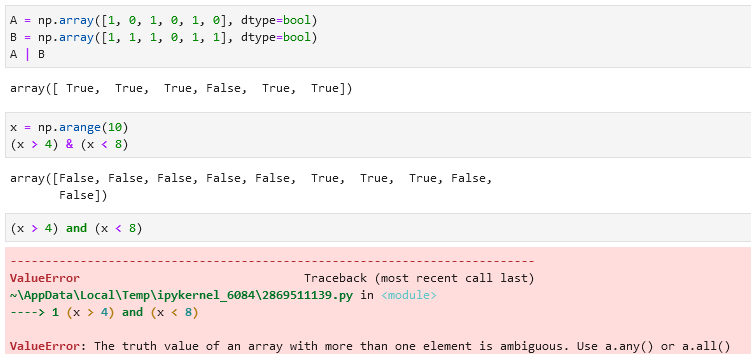 A = np.array([1, 0, 1, 0, 1, 0], dtype=bool)
B = np.array([1, 1, 1, 0, 1, 1], dtype=bool)
A | B
array([ True,  True,  True, False,  True,  True])
x = np.arange(10)
(x > 4) & (x < 8)
array([False, False, False, False, False,  True,  True,  True, False,
       False])
(x > 4) and (x < 8)
---------------------------------------------------------------------------
ValueError                                Traceback (most recent call last)
~\AppData\Local\Temp\ipykernel_6084\2869511139.py in <module>
----> 1 (x > 4) and (x < 8)
ValueError: The truth value of an array with more than one element is ambiguous. Use a.any() or a.all()